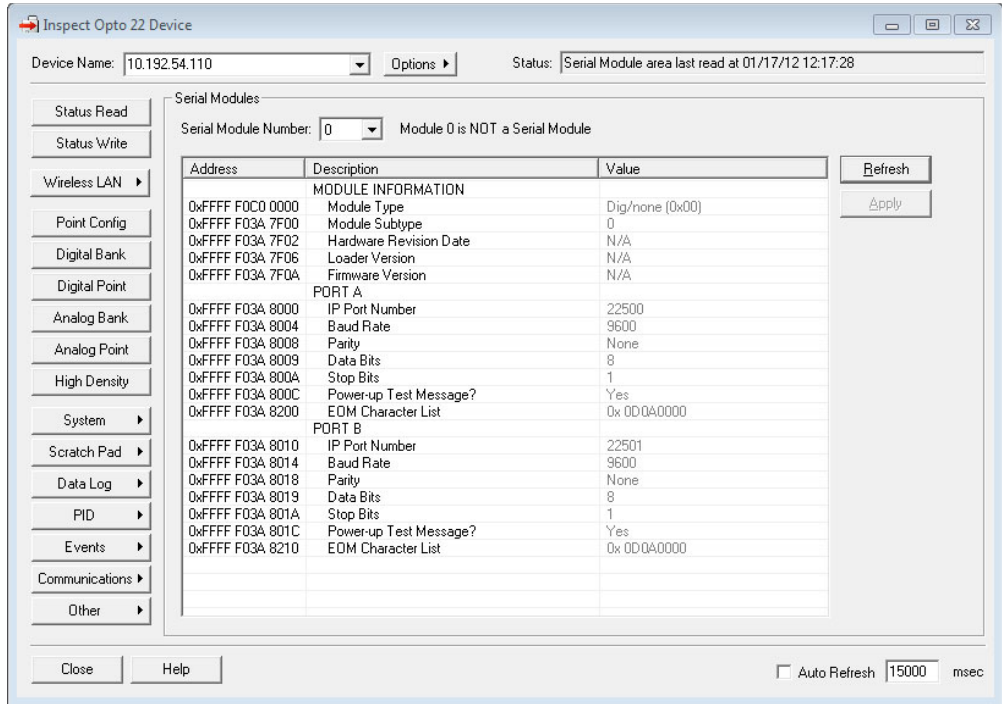 Inspect Opto 22 Device
Device Name: 10.192.54.110 Options Status: Serial Module area last read at 01/17/12 12:17:28
Status Read
Status Write
Wireless LAN
Point Config
Digital Bank
Digital Point
Analog Bank
Analog Point
High Density
System
Scratch Pad
Data Log
PID
Events
Communications
Other
Serial Modules
Serial Module Number: 0 Module 0 is NOT a Serial Module
Address Description Value
MODULE INFORMATION
0xFFFF F0C0 0000 Module Type Dig/none (0x00)
0xFFFF F03A 7F00 Module Subtype 0
0xFFFF F03A 7F02 Hardware Revision Date N/A
0xFFFF F03A 7F06 Loader Version N/A
0xFFFF F03A 7F0A Firmware Version N/A
PORT A
0xFFFF F03A 8000 IP Port Number 22500
0xFFFF F03A 8004 Baud Rate 9600
0xFFFF F03A 8008 Parity None
0xFFFF F03A 8009 Data Bits 8
0xFFFF F03A 800A Stop Bits 1
0xFFFF F03A 800C Power-up Test Message? Yes
0xFFFF F03A 8200 EOM Character List 0x 0D0A0000
PORT B
0xFFFF F03A 8010 IP Port Number 22501
0xFFFF F03A 8014 Baud Rate 9600
0xFFFF F03A 8018 Parity None
0xFFFF F03A 8019 Data Bits 8
0xFFFF F03A 801A Stop Bits 1
0xFFFF F03A 801C Power-up Test Message? Yes
0xFFFF F03A 8210 EOM Character List 0x 0D0A0000
Refresh
Apply
Close Help Auto Refresh 15000 msec